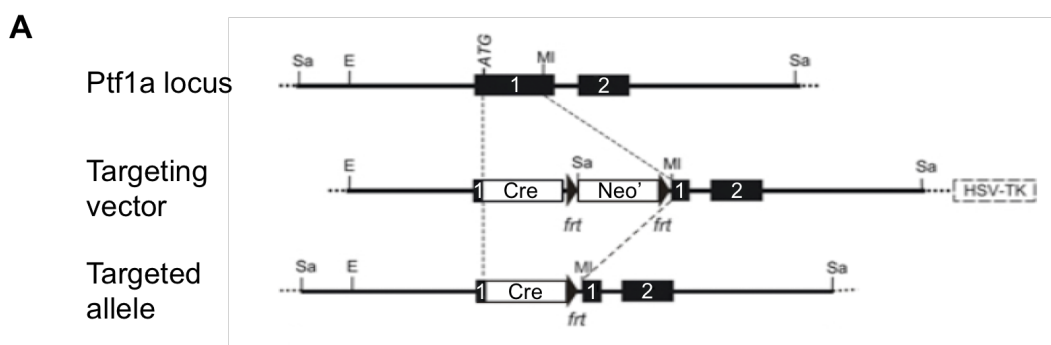 A
Sa E ATG MI Sa
Ptf1a locus 1 2
E Sa MI Sa
Targeting
vector 1 Cre Neo' 1 2 HSV-TK
frt frt
Sa E MI Sa
Targeted
allele 1 Cre 1 2
frt